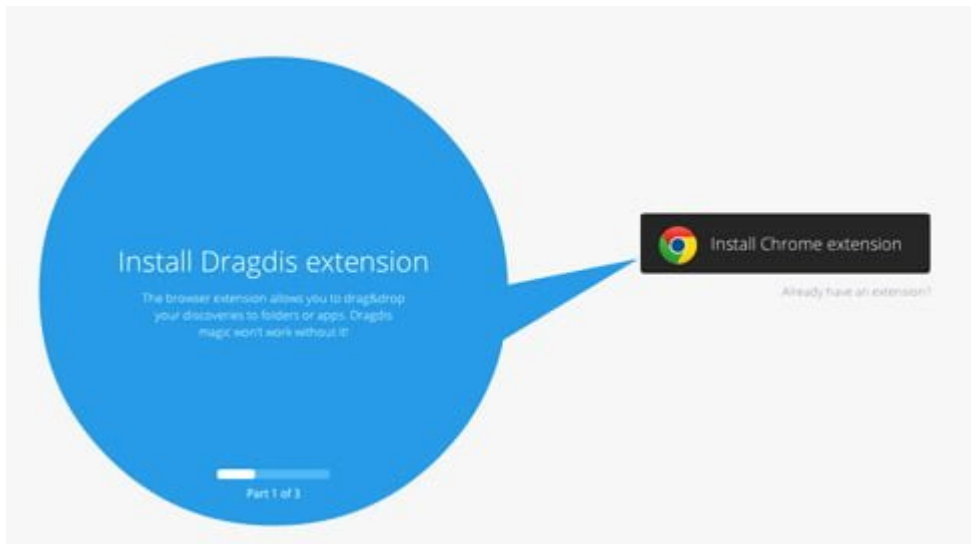 Install Dragdis extension
The browser extension allows you to drag&drop
your discoveries to folders or apps. Dragdis
magic won't work without it!
Part 1 of 3
Install Chrome extension
Already have an extension?